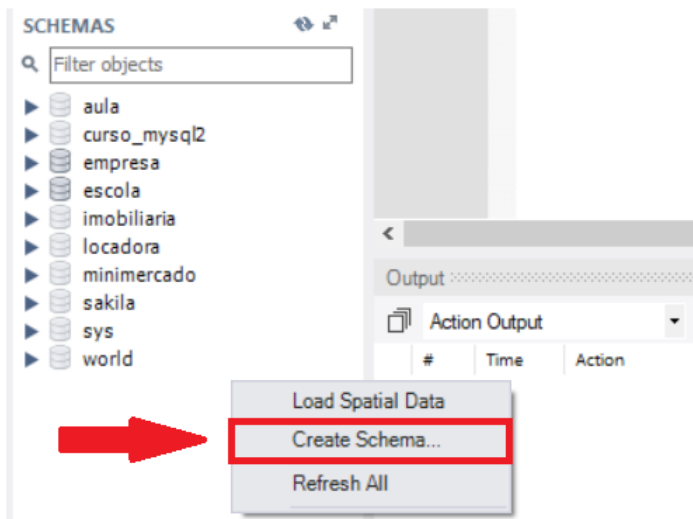 SCHEMAS
Filter objects
aula
curso_mysql2
empresa
escola
imobiliaria
locadora
minimercado
sakila
sys
world
Output
Action Output
# Time Action
Load Spatial Data
Create Schema...
Refresh All